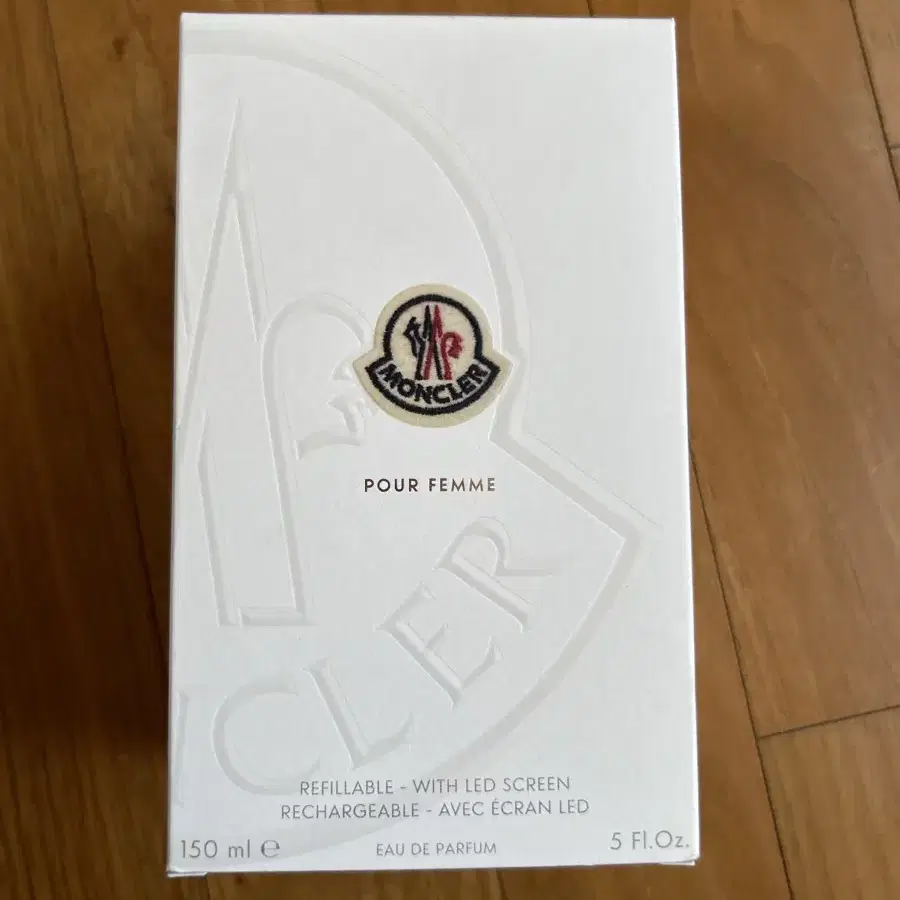 MONCLER
POUR FEMME
NCLER
REFILLABLE - WITH LED SCREEN
RECHARGEABLE - AVEC ÉCRAN LED
150 ml ℮
EAU DE PARFUM
5 Fl.Oz.